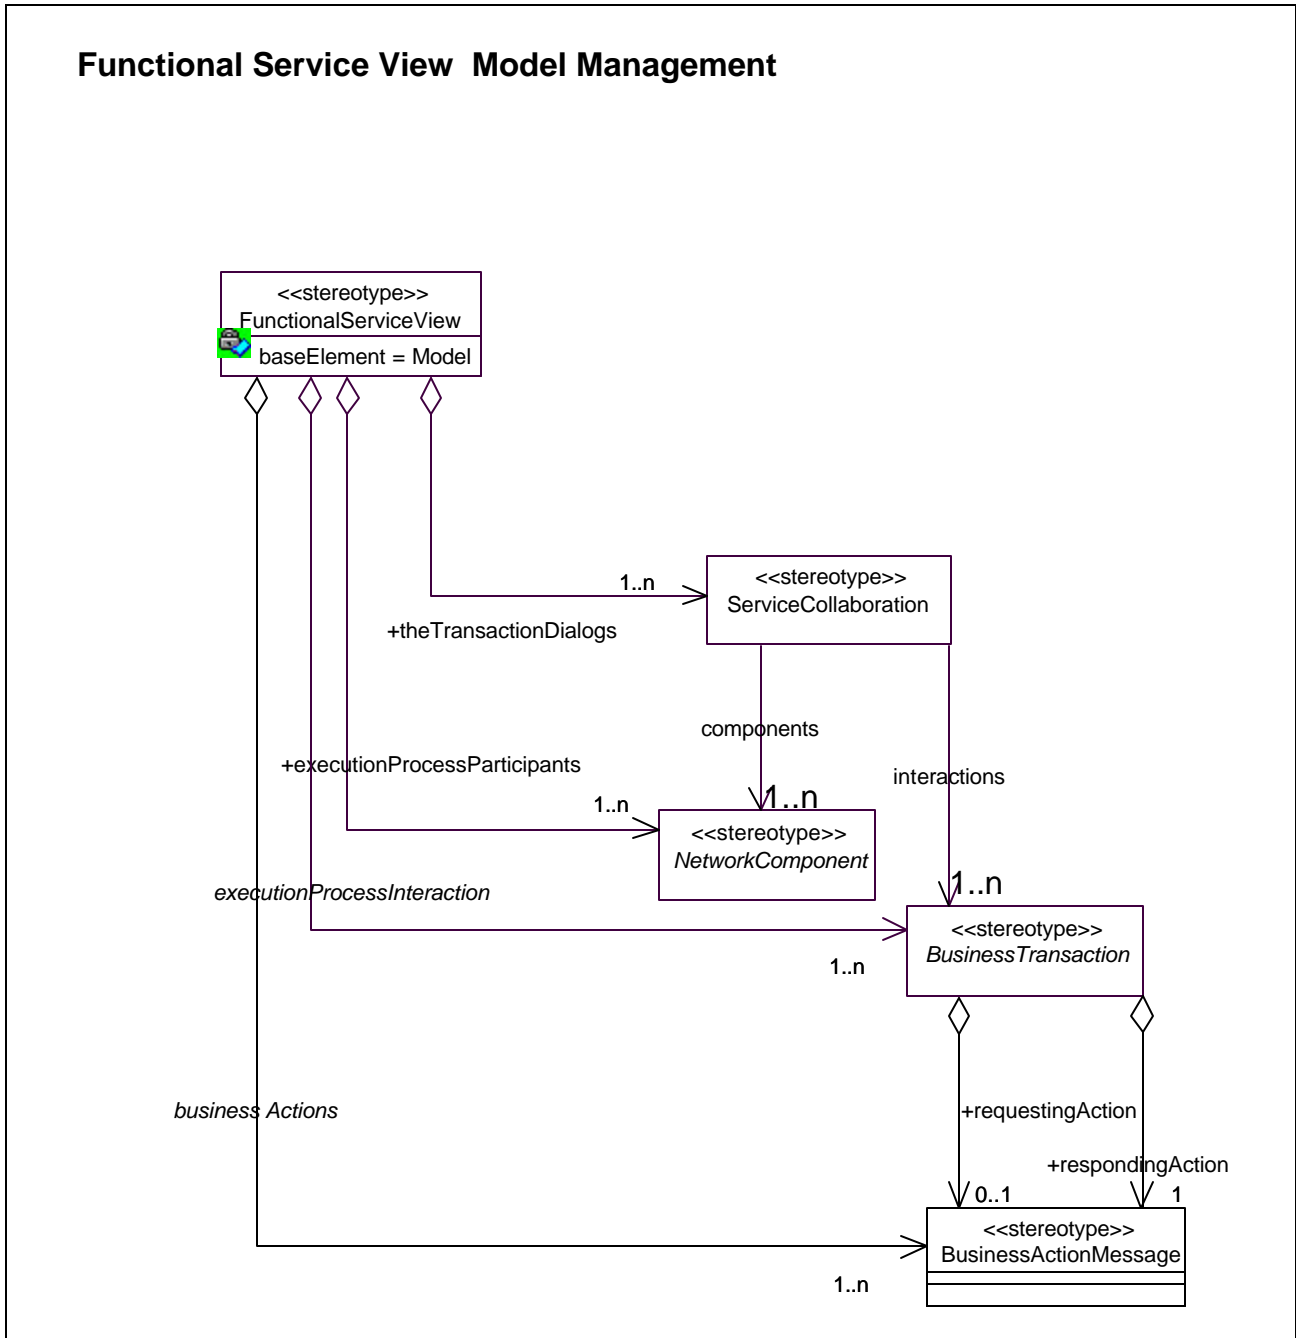 Functional Service View  Model Management
<<stereotype>>
FunctionalServiceView
baseElement = Model
1..n
<<stereotype>>
ServiceCollaboration
+theTransactionDialogs
components
+executionProcessParticipants
interactions
1..n
1..n
<<stereotype>>
NetworkComponent
executionProcessInteraction
1..n
<<stereotype>>
BusinessTransaction
1..n
business Actions
+requestingAction
+respondingAction
0..1
1
<<stereotype>>
BusinessActionMessage
1..n